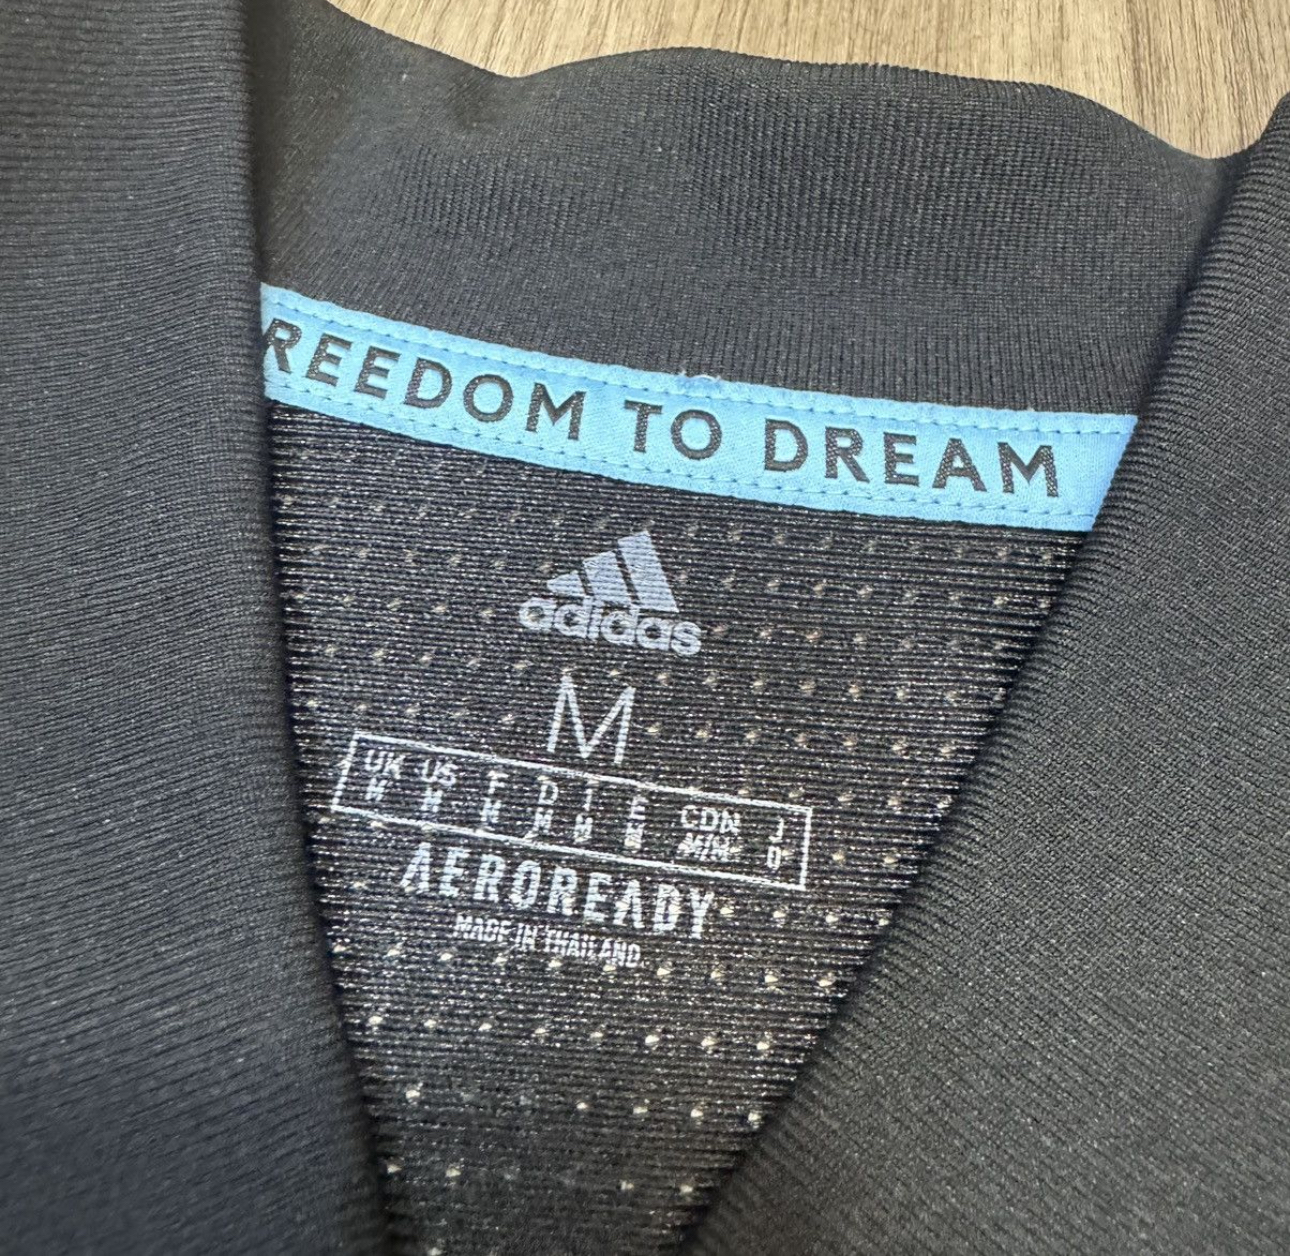 REEDOM TO DREAM
adidas
M
UK US F D I E CDN J
M M M M M M M/M O
AEROREADY
MADE IN THAILAND